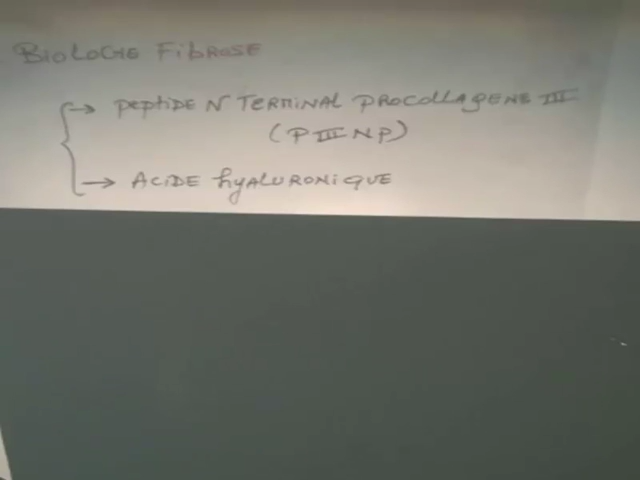 BIOLOGIE FIBROSE
→ PEPTIDE N TERMINAL PROCOLLAGENE III
(PIIINP)
→ ACIDE HYALURONIQUE